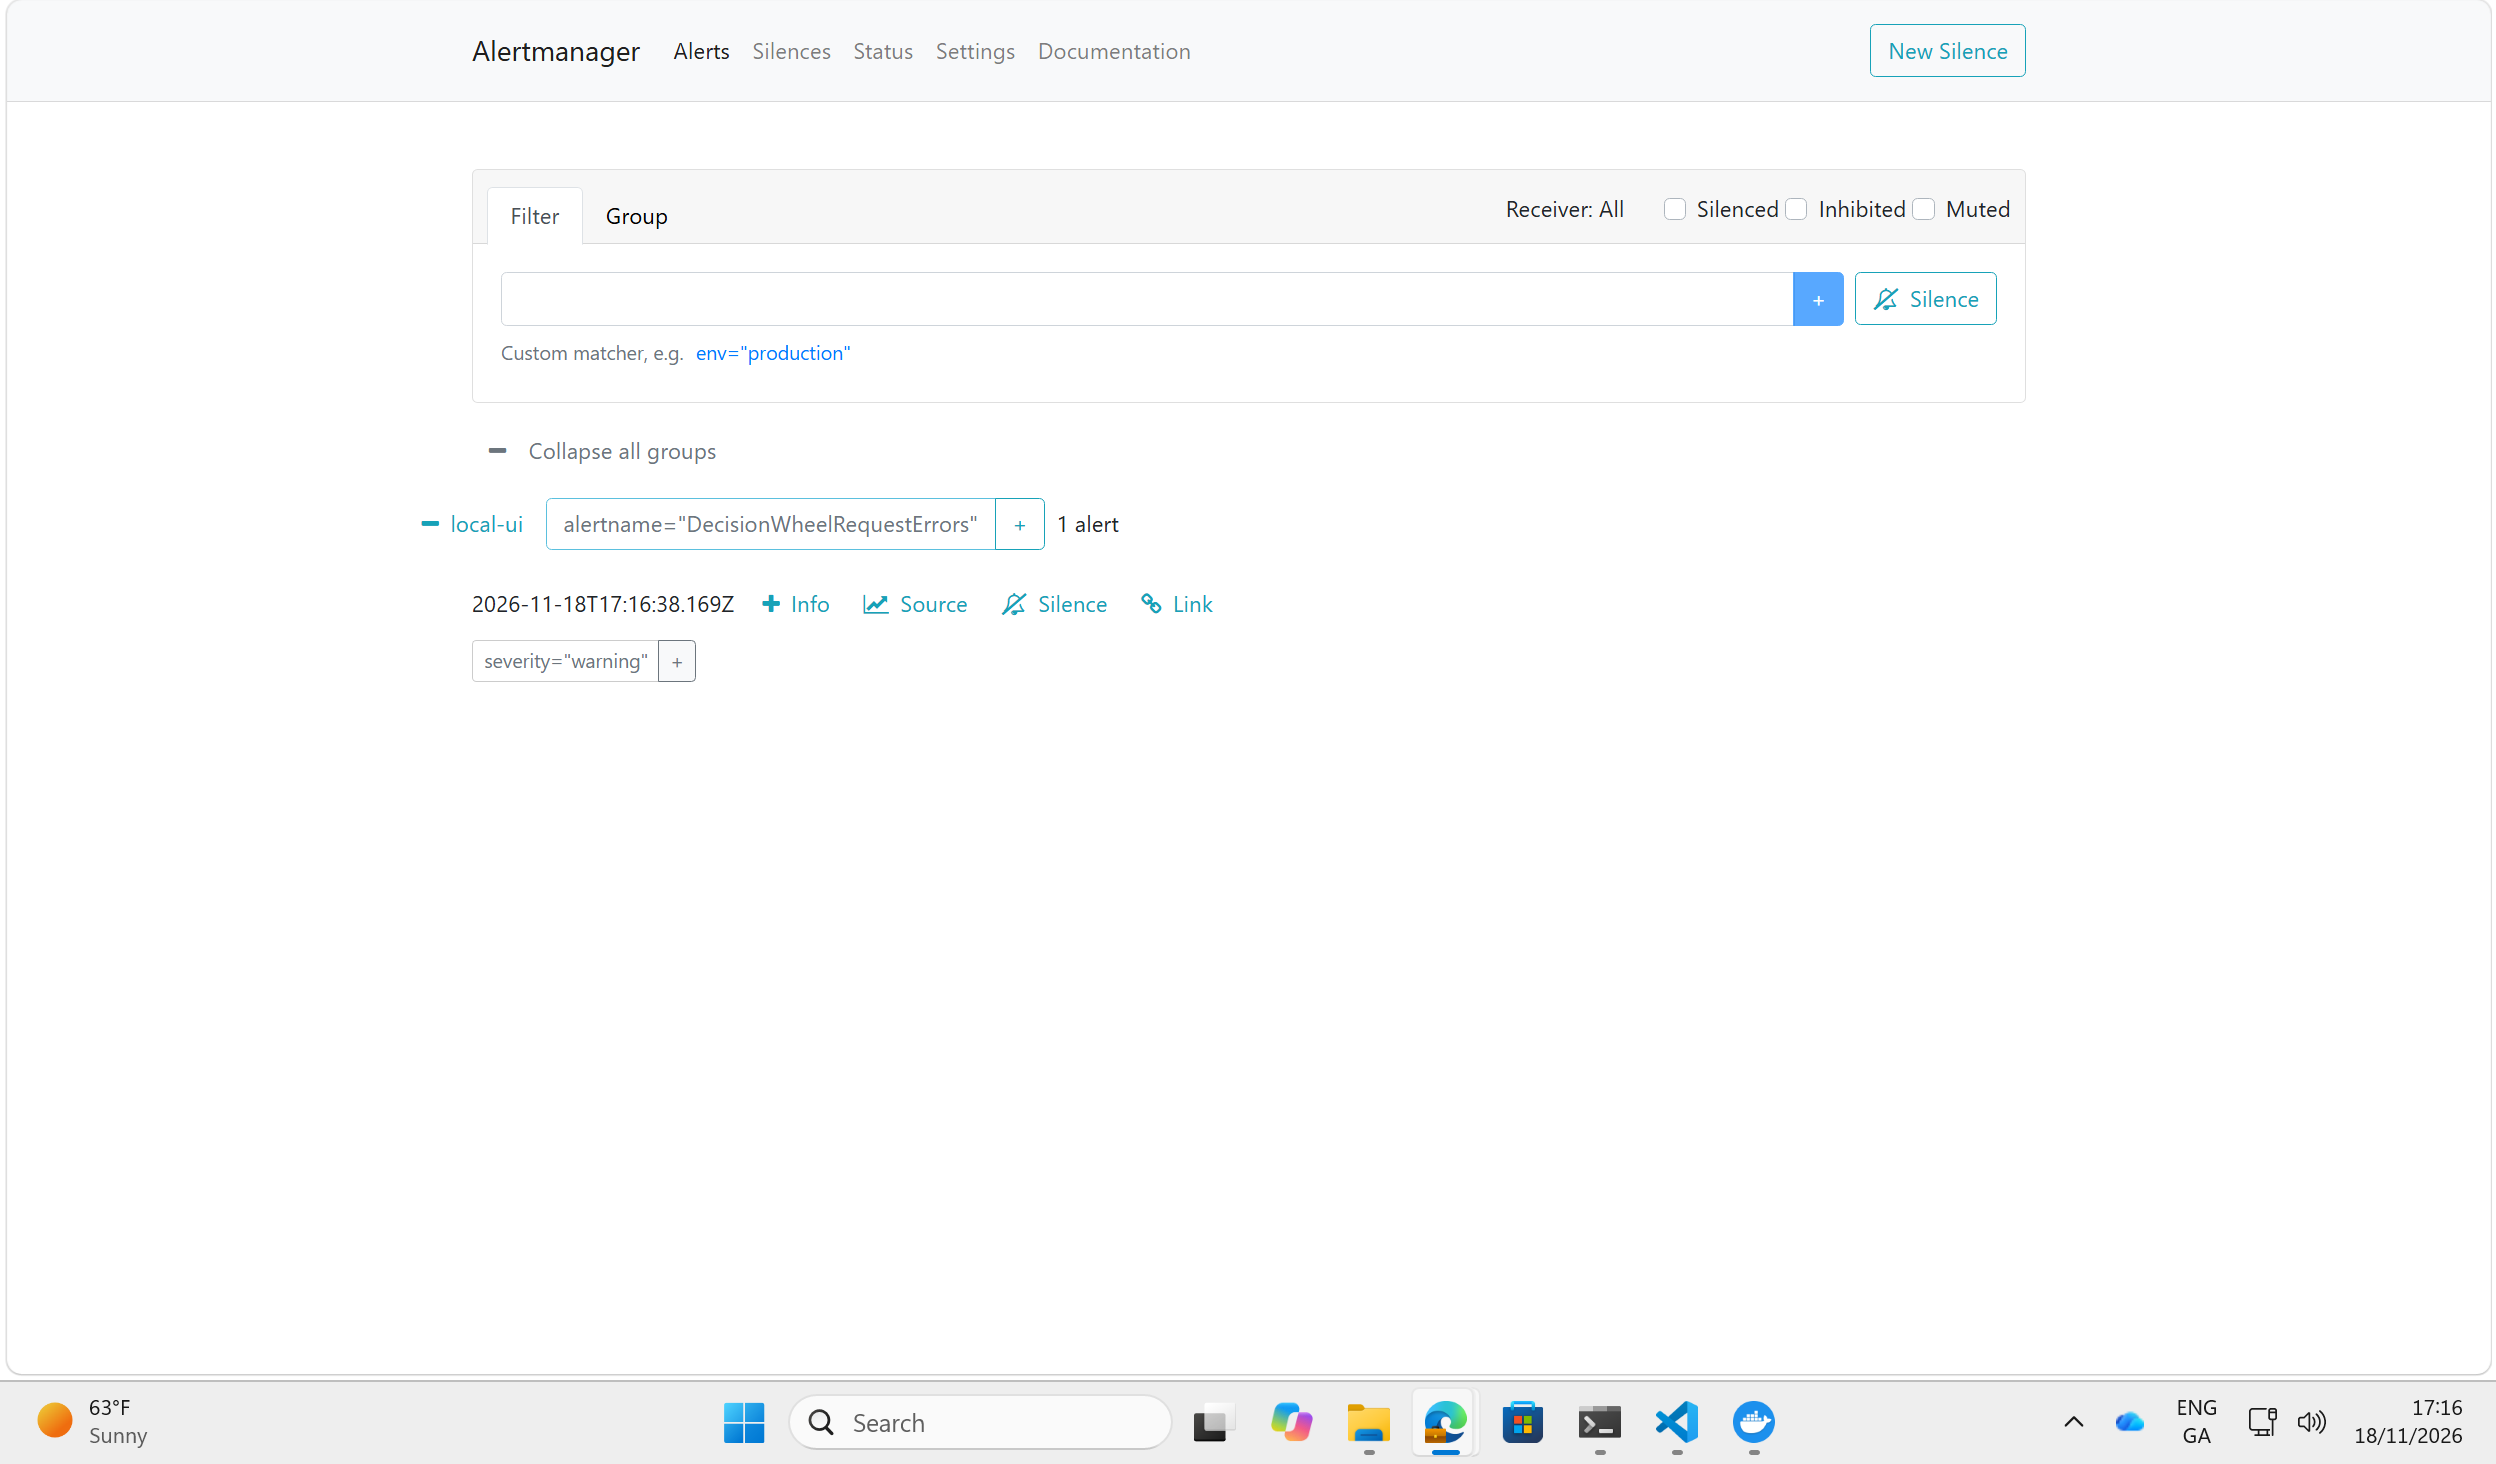 Alertmanager Alerts Silences Status Settings Documentation New Silence
Filter Group Receiver: All Silenced Inhibited Muted
+ Silence
Custom matcher, e.g. env="production"
Collapse all groups
local-ui alertname="DecisionWheelRequestErrors" + 1 alert
2026-11-18T17:16:38.169Z Info Source Silence Link
severity="warning" +
63°F
Sunny
Search
ENG
GA
17:16
18/11/2026